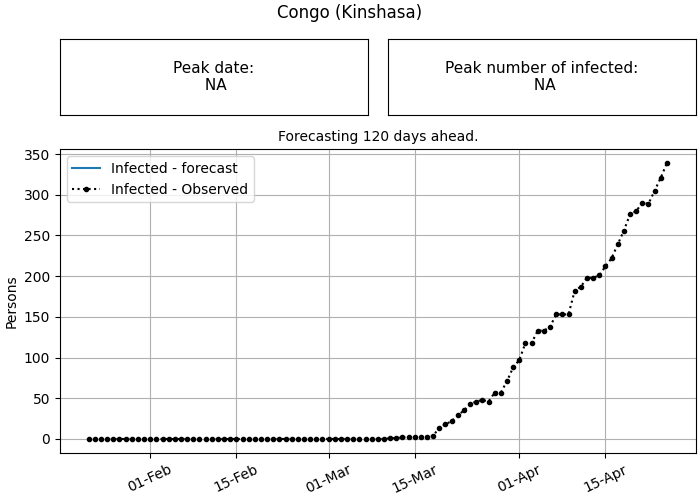 Congo (Kinshasa)
Peak date:
NA
Peak number of infected:
NA
Forecasting 120 days ahead.
Infected - forecast
Infected - Observed
Persons
350
300
250
200
150
100
50
0
01-Feb
15-Feb
01-Mar
15-Mar
01-Apr
15-Apr